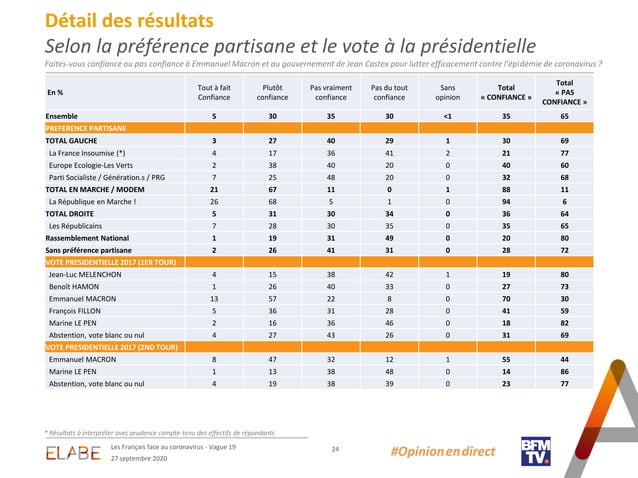 Détail des résultats
Selon la préférence partisane et le vote à la présidentielle
Faites-vous confiance ou pas confiance à Emmanuel Macron et au gouvernement de Jean Castex pour lutter efficacement contre l'épidémie de coronavirus ?
En % Tout à fait Confiance Plutôt confiance Pas vraiment confiance Pas du tout confiance Sans opinion Total « CONFIANCE » Total « PAS CONFIANCE »
Ensemble 5 30 35 30 <1 35 65
PREFERENCE PARTISANE
TOTAL GAUCHE 3 27 40 29 1 30 69
La France Insoumise (*) 4 17 36 41 2 21 77
Europe Ecologie-Les Verts 2 38 40 20 0 40 60
Parti Socialiste / Génération.s / PRG 7 25 48 20 0 32 68
TOTAL EN MARCHE / MODEM 21 67 11 0 1 88 11
La République en Marche ! 26 68 5 1 0 94 6
TOTAL DROITE 5 31 30 34 0 36 64
Les Républicains 7 28 30 35 0 35 65
Rassemblement National 1 19 31 49 0 20 80
Sans préférence partisane 2 26 41 31 0 28 72
VOTE PRESIDENTIELLE 2017 (1ER TOUR)
Jean-Luc MELENCHON 4 15 38 42 1 19 80
Benoît HAMON 1 26 40 33 0 27 73
Emmanuel MACRON 13 57 22 8 0 70 30
François FILLON 5 36 31 28 0 41 59
Marine LE PEN 2 16 36 46 0 18 82
Abstention, vote blanc ou nul 4 27 43 26 0 31 69
VOTE PRESIDENTIELLE 2017 (2ND TOUR)
Emmanuel MACRON 8 47 32 12 1 55 44
Marine LE PEN 1 13 38 48 0 14 86
Abstention, vote blanc ou nul 4 19 38 39 0 23 77
* Résultats à interpréter avec prudence compte-tenu des effectifs de répondants
ELABE
Les Français face au coronavirus - Vague 19
27 septembre 2020
24
#Opinion en direct
BFM
TV.